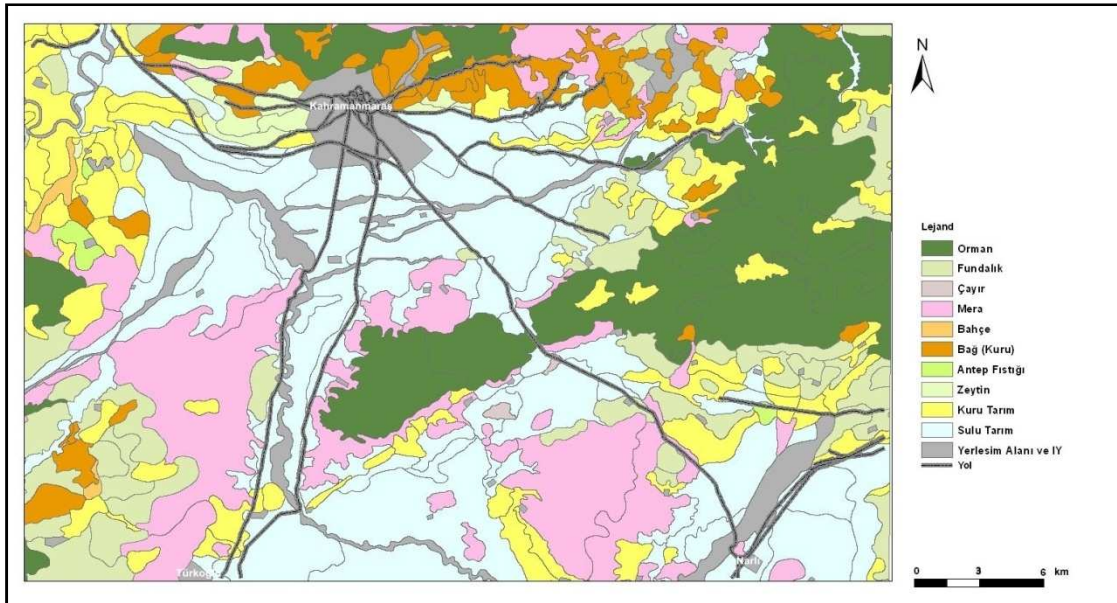 N
Kahramanmaraş
Lejand
Orman
Fundalık
Çayır
Mera
Bahçe
Bağ (Kuru)
Antep Fıstığı
Zeytin
Kuru Tarım
Sulu Tarım
Yerlesim Alanı ve IY
Yol
Türkoğlu
Narlı
0 3 6 km